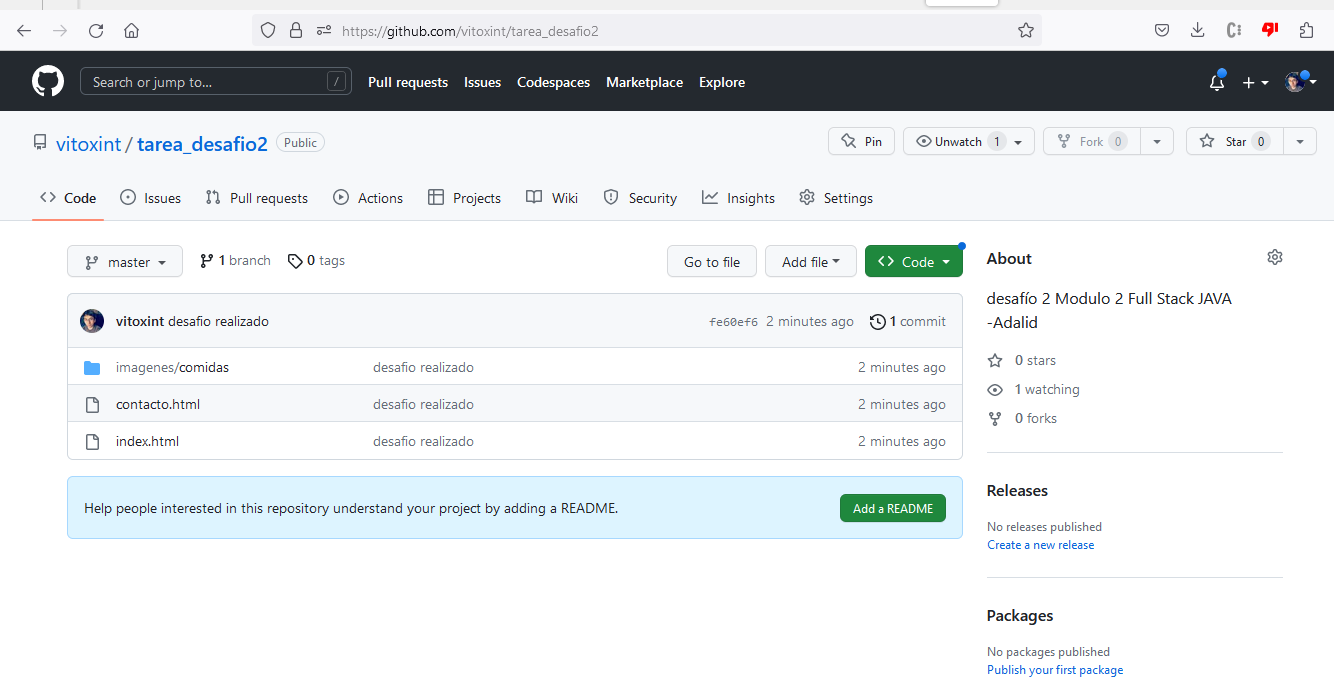 https://github.com/vitoxint/tarea_desafio2
Search or jump to... / Pull requests Issues Codespaces Marketplace Explore
vitoxint / tarea_desafio2 Public Pin Unwatch 1 Fork 0 Star 0
Code Issues Pull requests Actions Projects Wiki Security Insights Settings
master 1 branch 0 tags Go to file Add file Code
vitoxint desafio realizado fe60ef6 2 minutes ago 1 commit
imagenes/comidas desafio realizado 2 minutes ago
contacto.html desafio realizado 2 minutes ago
index.html desafio realizado 2 minutes ago
Help people interested in this repository understand your project by adding a README. Add a README
About
desafío 2 Modulo 2 Full Stack JAVA
-Adalid
0 stars
1 watching
0 forks
Releases
No releases published
Create a new release
Packages
No packages published
Publish your first package